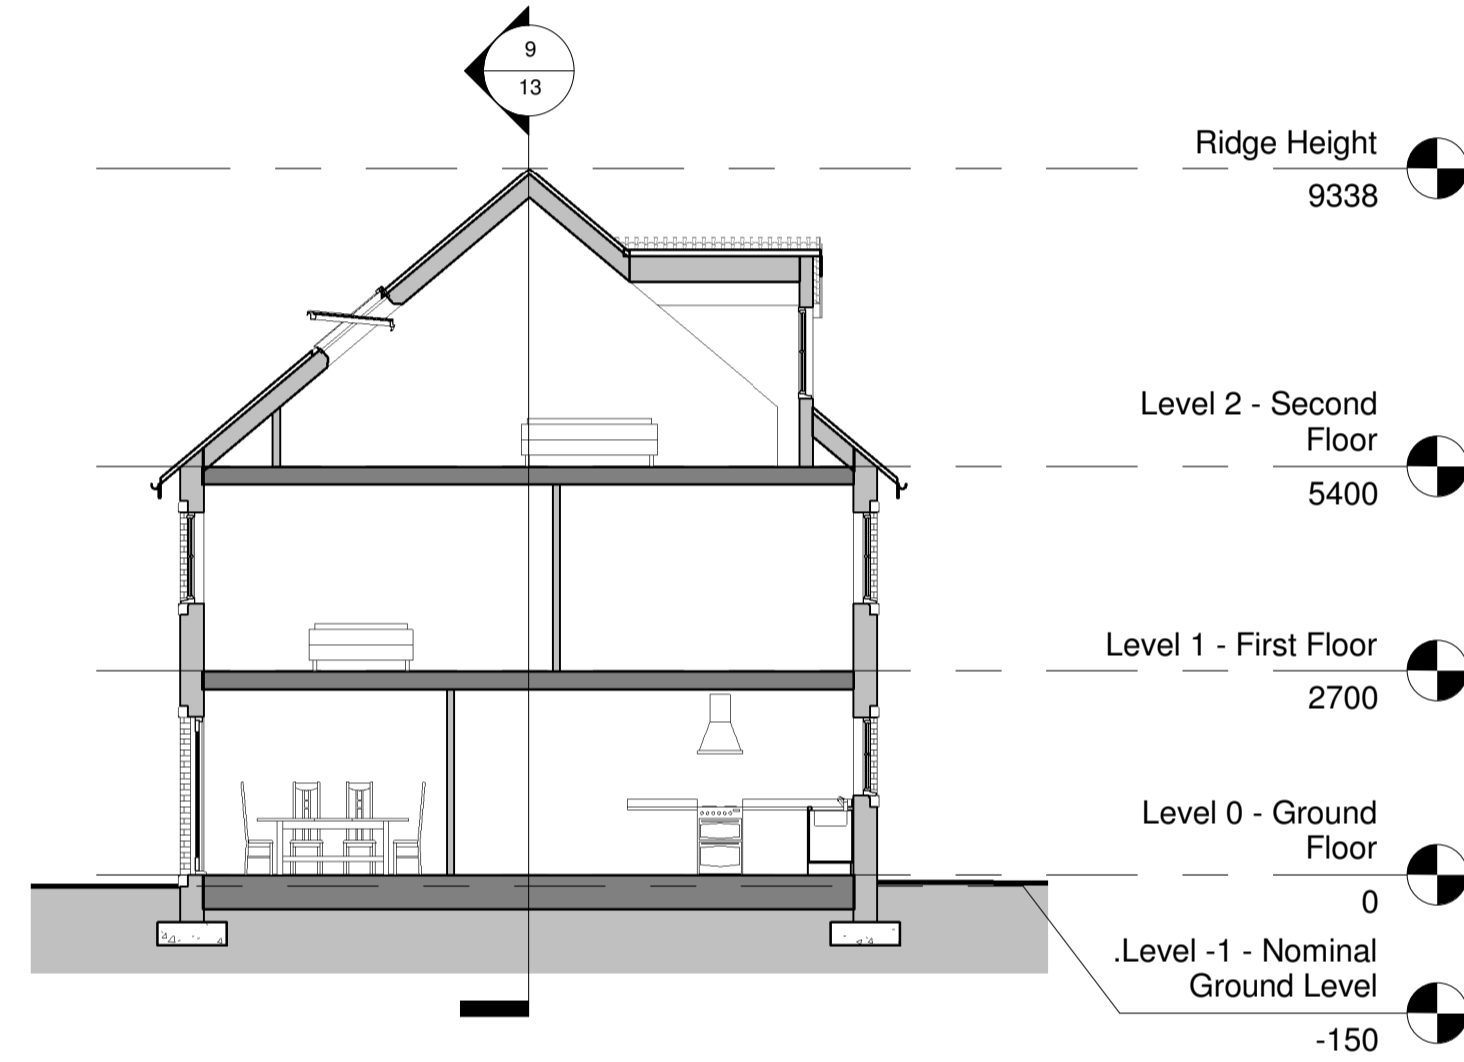 9
13
Ridge Height
9338
Level 2 - Second
Floor
5400
Level 1 - First Floor
2700
Level 0 - Ground
Floor
0
.Level -1 - Nominal
Ground Level
-150